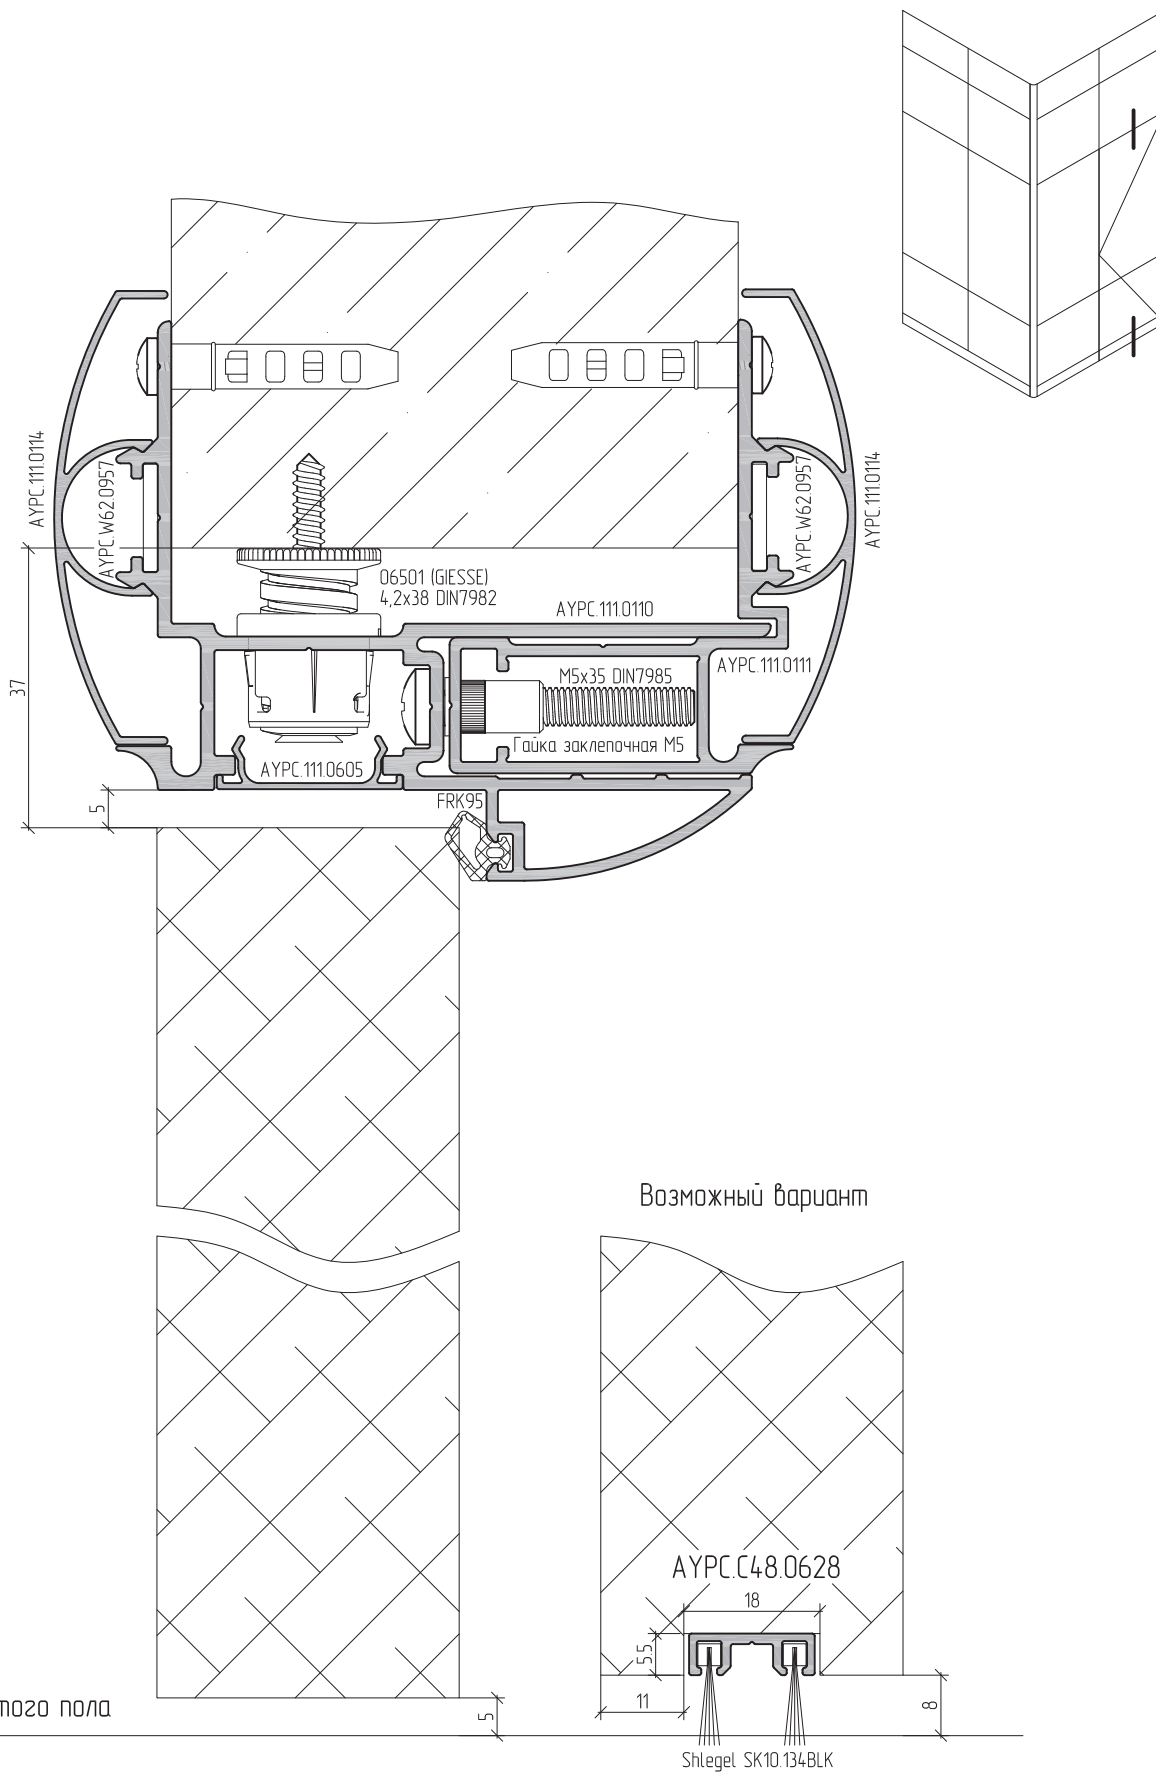 AYPC.111.0114
AYPC.W62.0957
AYPC.W62.0957
AYPC.111.0114
06501 (GIESSE)
4,2x38 DIN7982
AYPC.111.0110
AYPC.111.0111
M5x35 DIN7985
Гайка заклепочная М5
AYPC.111.0605
37
5
FRK95
Возможный вариант
AYPC.C48.0628
18
5.5
11
8
того пола
5
Shlegel SK10.134BLK